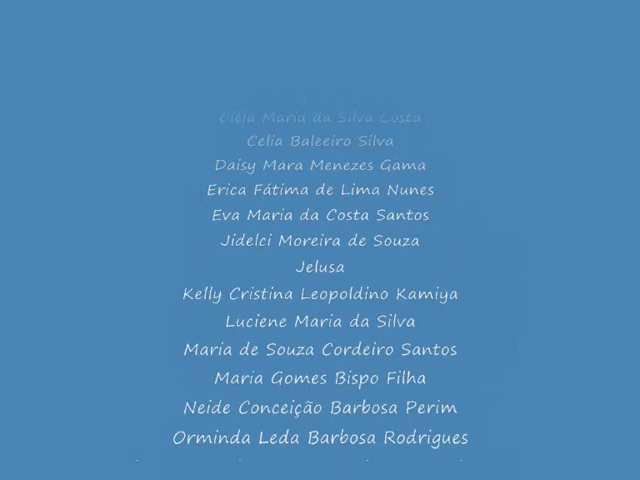 Clélia Maria da Silva Costa
Celia Baleeiro Silva
Daisy Mara Menezes Gama
Erica Fátima de Lima Nunes
Eva Maria da Costa Santos
Jidelci Moreira de Souza
Jelusa
Kelly Cristina Leopoldino Kamiya
Luciene Maria da Silva
Maria de Souza Cordeiro Santos
Maria Gomes Bispo Filha
Neide Conceição Barbosa Perim
Orminda Leda Barbosa Rodrigues